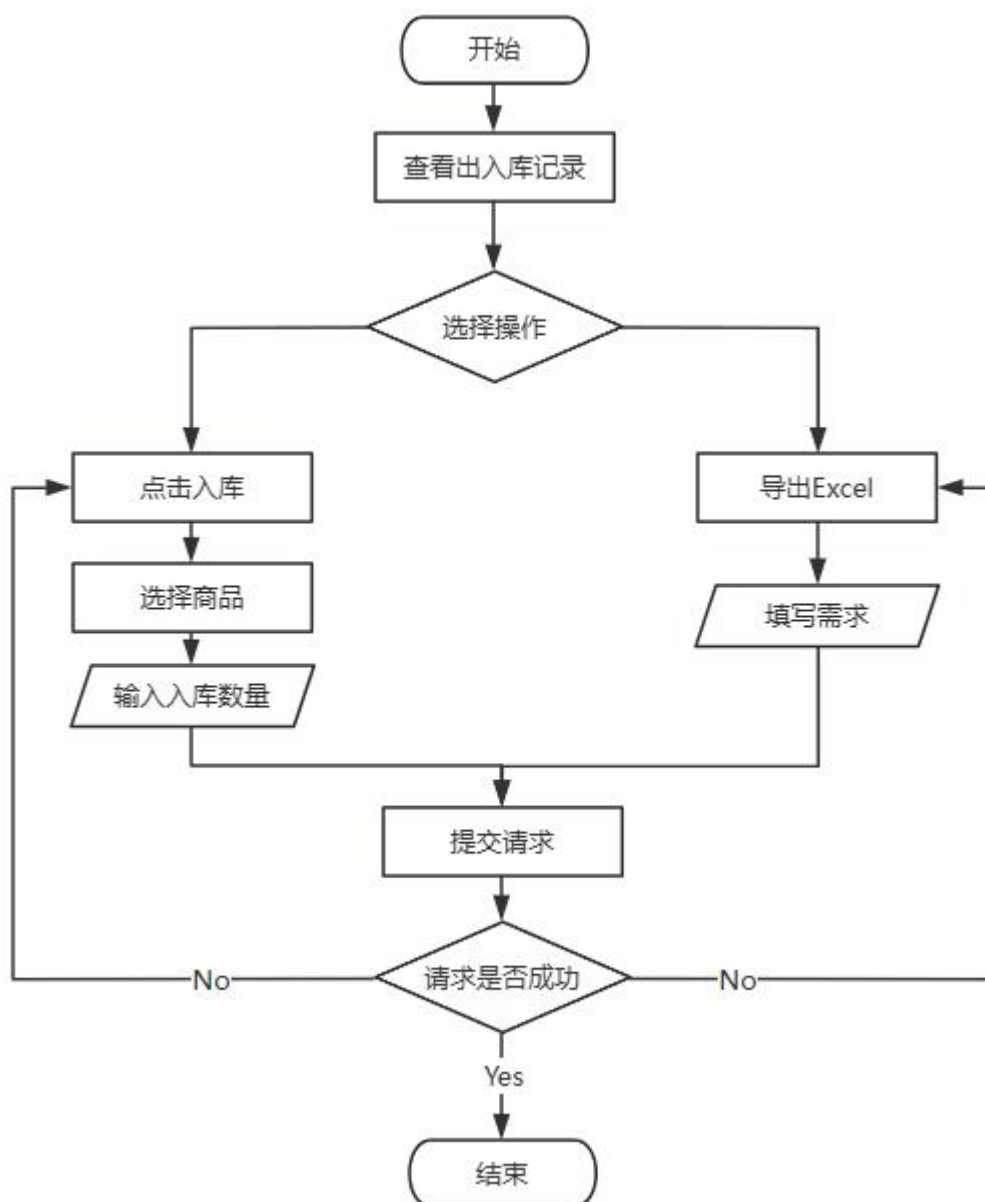 开始
查看出入库记录
选择操作
点击入库
导出Excel
选择商品
填写需求
输入入库数量
提交请求
请求是否成功
No
No
Yes
结束